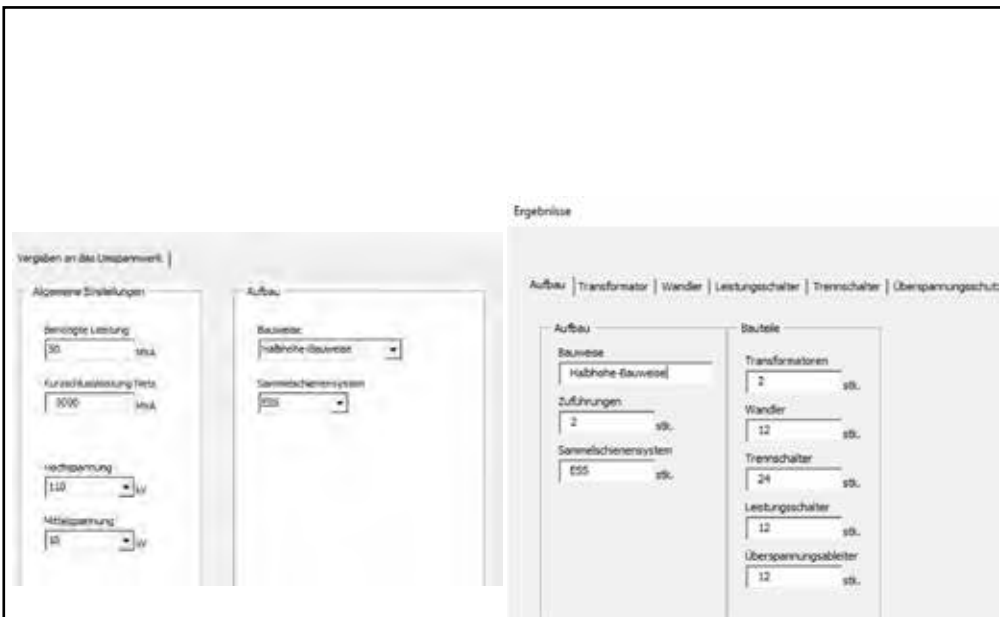 Vorgaben an das Umspannwerk
Allgemeine Einstellungen
Benötigte Leistung
50 MVA
Kurzschlussleistung Netz
MVA
Hochspannung
110 kV
Mittelspannung
10 kV
Aufbau
Bauweise
Halbhohe-Bauweise
Sammelschienensystem
ESS
Ergebnisse
Aufbau | Transformator | Wandler | Leistungsschalter | Trennschalter | Überspannungsschutz
Aufbau
Bauweise
Halbhohe-Bauweise
Zuführungen
2 stk.
Sammelschienensystem
ESS stk.
Bauteile
Transformatoren
2 stk.
Wandler
12 stk.
Trennschalter
24 stk.
Leistungsschalter
12 stk.
Überspannungsableiter
12 stk.